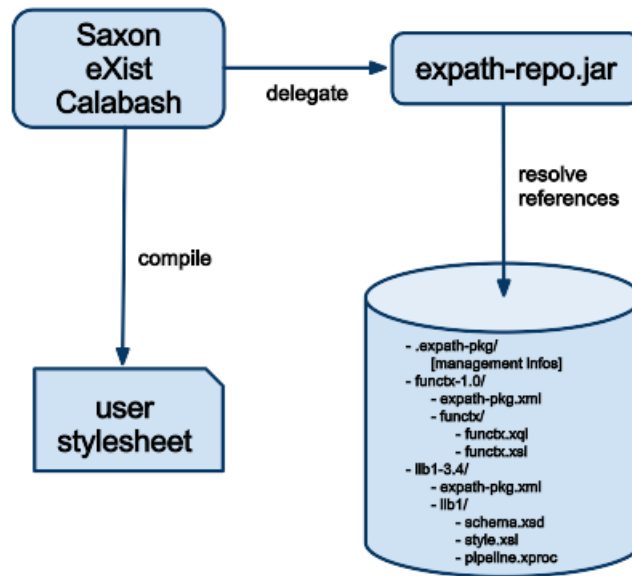 Saxon
eXist
Calabash
delegate
expath-repo.jar
resolve
references
compile
user
stylesheet
- .expath-pkg/
[management infos]
- functx-1.0/
- expath-pkg.xml
- functx/
- functx.xql
- functx.xsl
- lib1-3.4/
- expath-pkg.xml
- lib1/
- schema.xsd
- style.xsl
- pipeline.xproc